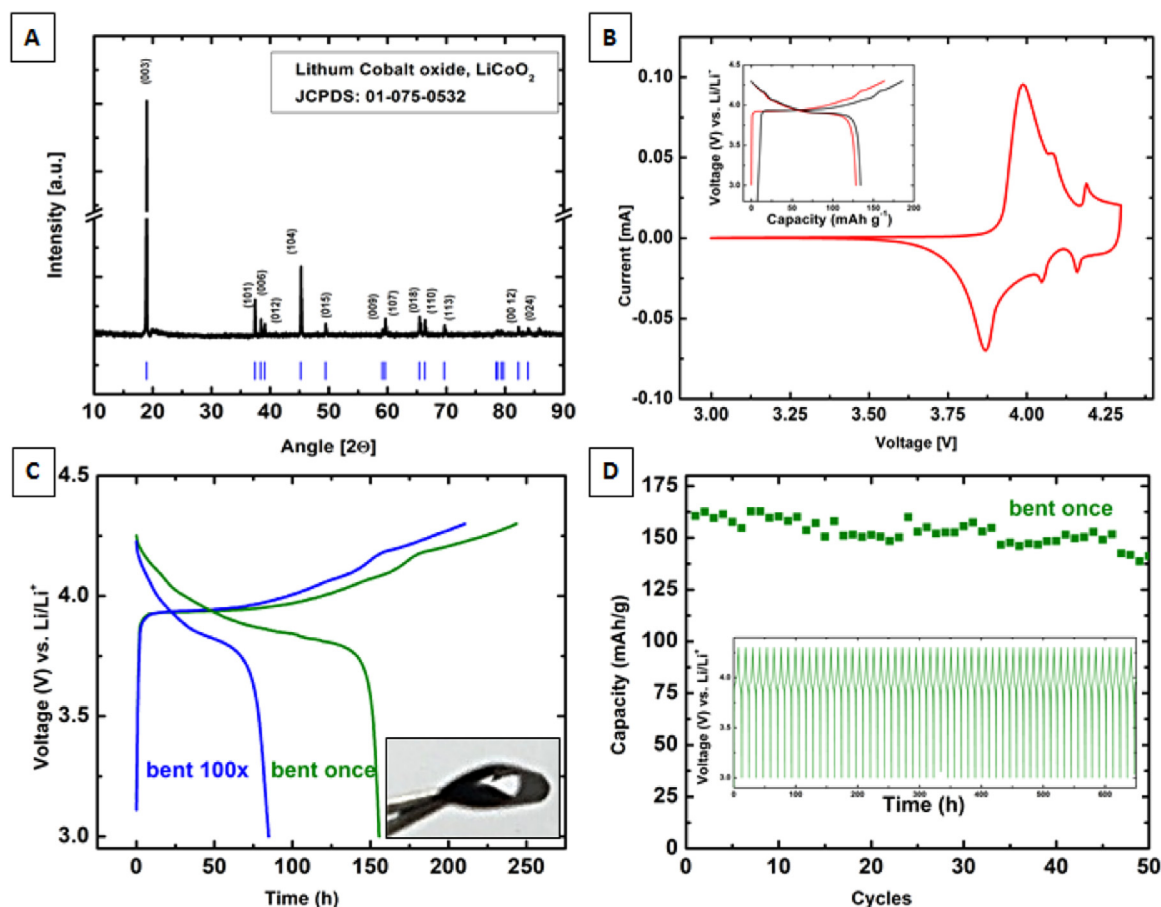 A
(003)
Lithum Cobalt oxide, LiCoO₂
JCPDS: 01-075-0532
Intensity [a.u.]
(101)
(006)
(012)
(104)
(015)
(009)
(107)
(018)
(110)
(113)
(00 12)
(024)
10 20 30 40 50 60 70 80 90
Angle [2Θ]
B
0.10
0.05
0.00
-0.05
-0.10
Current [mA]
3.00 3.25 3.50 3.75 4.00 4.25
Voltage [V]
Voltage (V) vs. Li/Li⁻
4.5
4.0
3.5
3.0
0 50 100 150 200
Capacity (mAh g⁻¹)
C
4.5
4.0
3.5
3.0
Voltage (V) vs. Li/Li⁺
bent 100x
bent once
0 50 100 150 200 250
Time (h)
D
175
150
125
100
75
50
25
0
Capacity (mAh/g)
bent once
Voltage (V) vs. Li/Li⁺
4.0
3.5
3.0
0 100 200 300 400 500 600
Time (h)
0 10 20 30 40 50
Cycles